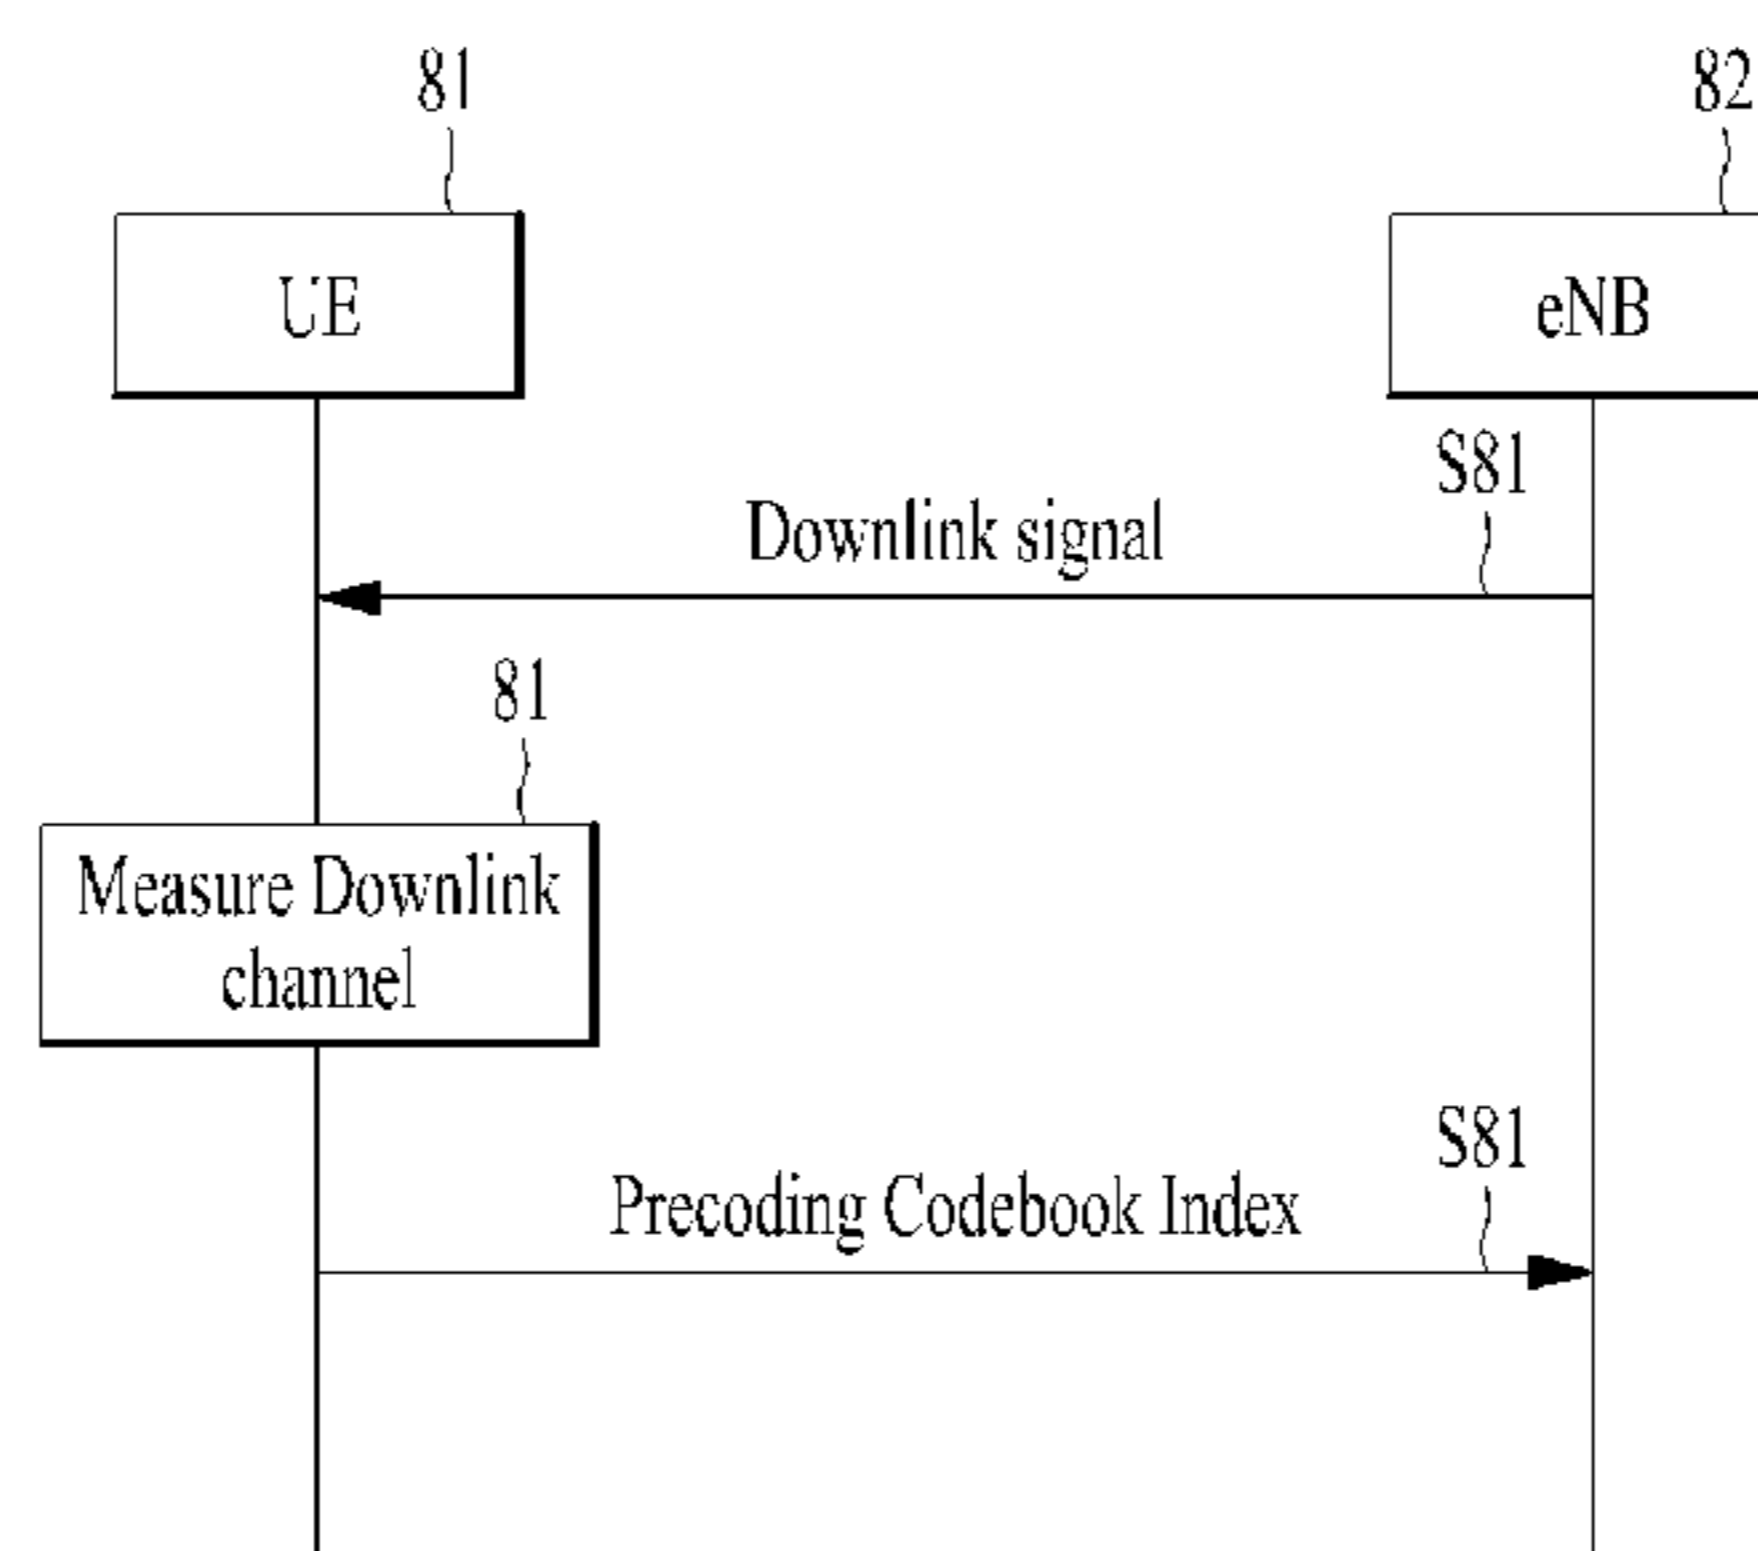 81
82
UE
eNB
S81
Downlink signal
81
Measure Downlink
channel
S81
Precoding Codebook Index